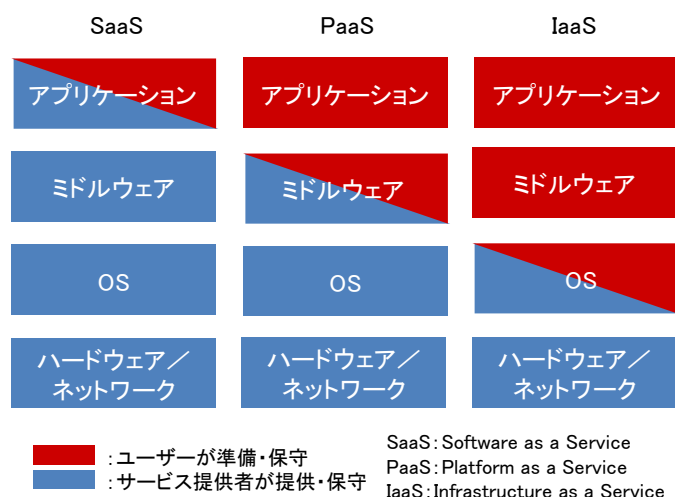 SaaS
PaaS
IaaS
アプリケーション
アプリケーション
アプリケーション
ミドルウェア
ミドルウェア
ミドルウェア
OS
OS
OS
ハードウェア／
ネットワーク
ハードウェア／
ネットワーク
ハードウェア／
ネットワーク
：ユーザーが準備・保守
：サービス提供者が提供・保守
SaaS：Software as a Service
PaaS：Platform as a Service
IaaS：Infrastructure as a Service